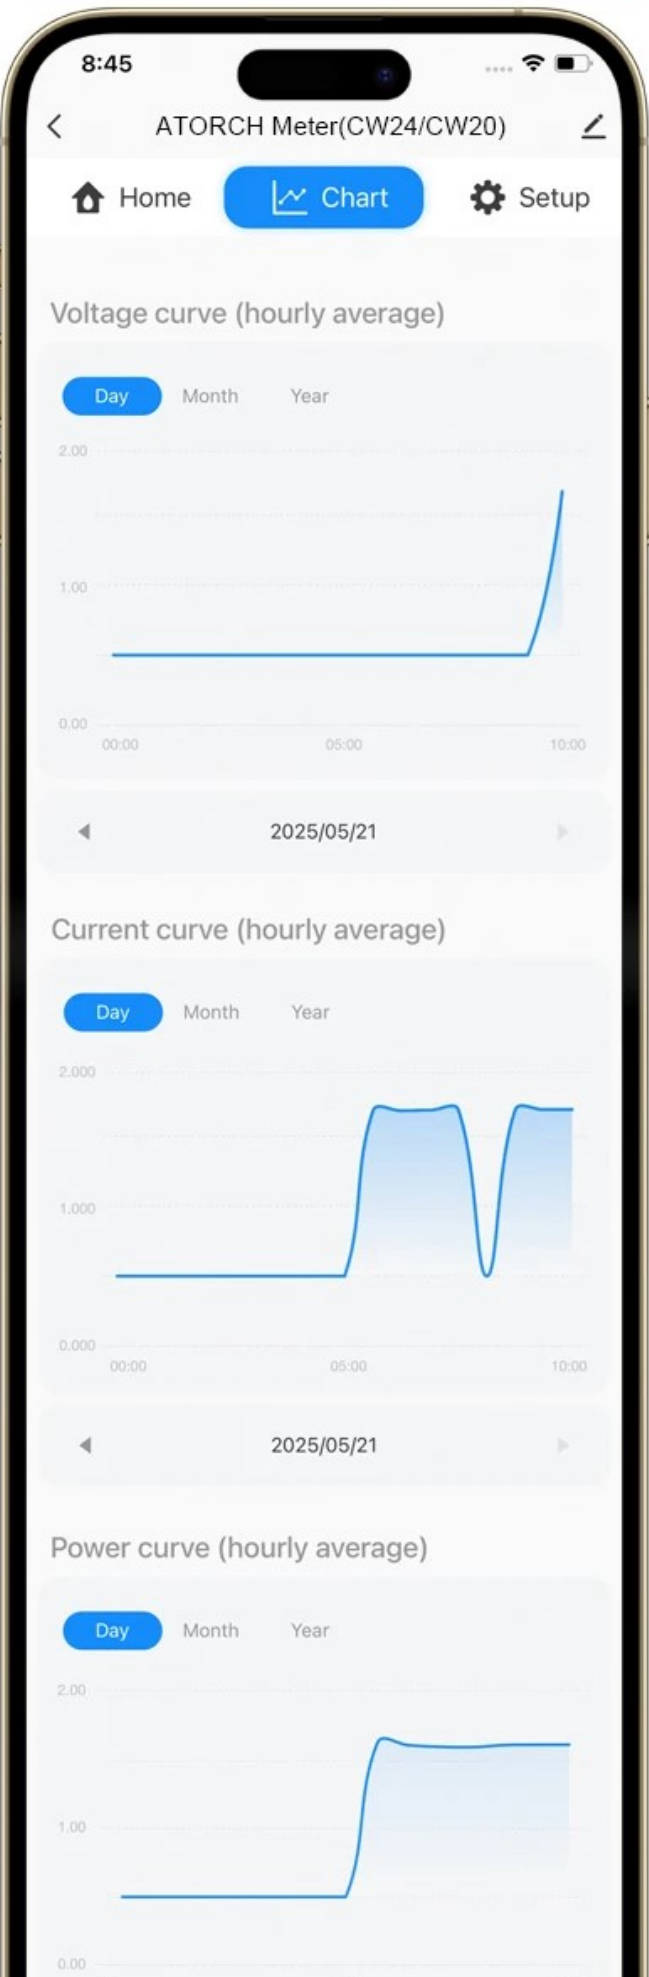 8:45
ATORCH Meter(CW24/CW20)
Home Chart Setup
Voltage curve (hourly average)
Day Month Year
2.00
1.00
0.00
00:00 05:00 10:00
2025/05/21
Current curve (hourly average)
Day Month Year
2.000
1.000
0.000
00:00 05:00 10:00
2025/05/21
Power curve (hourly average)
Day Month Year
2.00
1.00
0.00